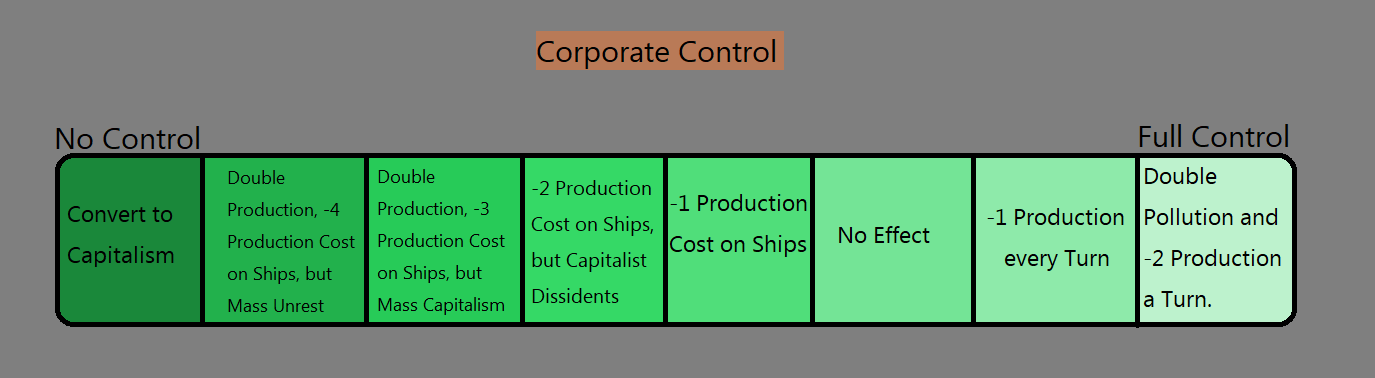 Corporate Control
No Control
Full Control
Convert to
Capitalism
Double
Production, -4
Production Cost
on Ships, but
Mass Unrest
Double
Production, -3
Production Cost
on Ships, but
Mass Capitalism
-2 Production
Cost on Ships,
but Capitalist
Dissidents
-1 Production
Cost on Ships
No Effect
-1 Production
every Turn
Double
Pollution and
-2 Production
a Turn.